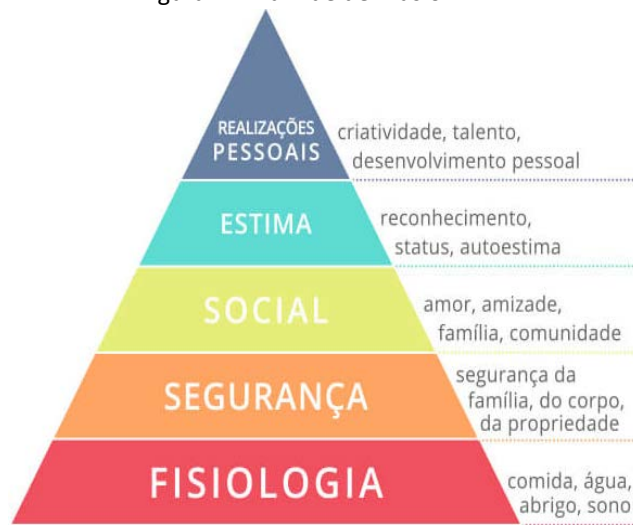 REALIZAÇÕES
PESSOAIS
criatividade, talento,
desenvolvimento pessoal
ESTIMA
reconhecimento,
status, autoestima
SOCIAL
amor, amizade,
família, comunidade
SEGURANÇA
segurança da
família, do corpo,
da propriedade
FISIOLOGIA
comida, água,
abrigo, sono